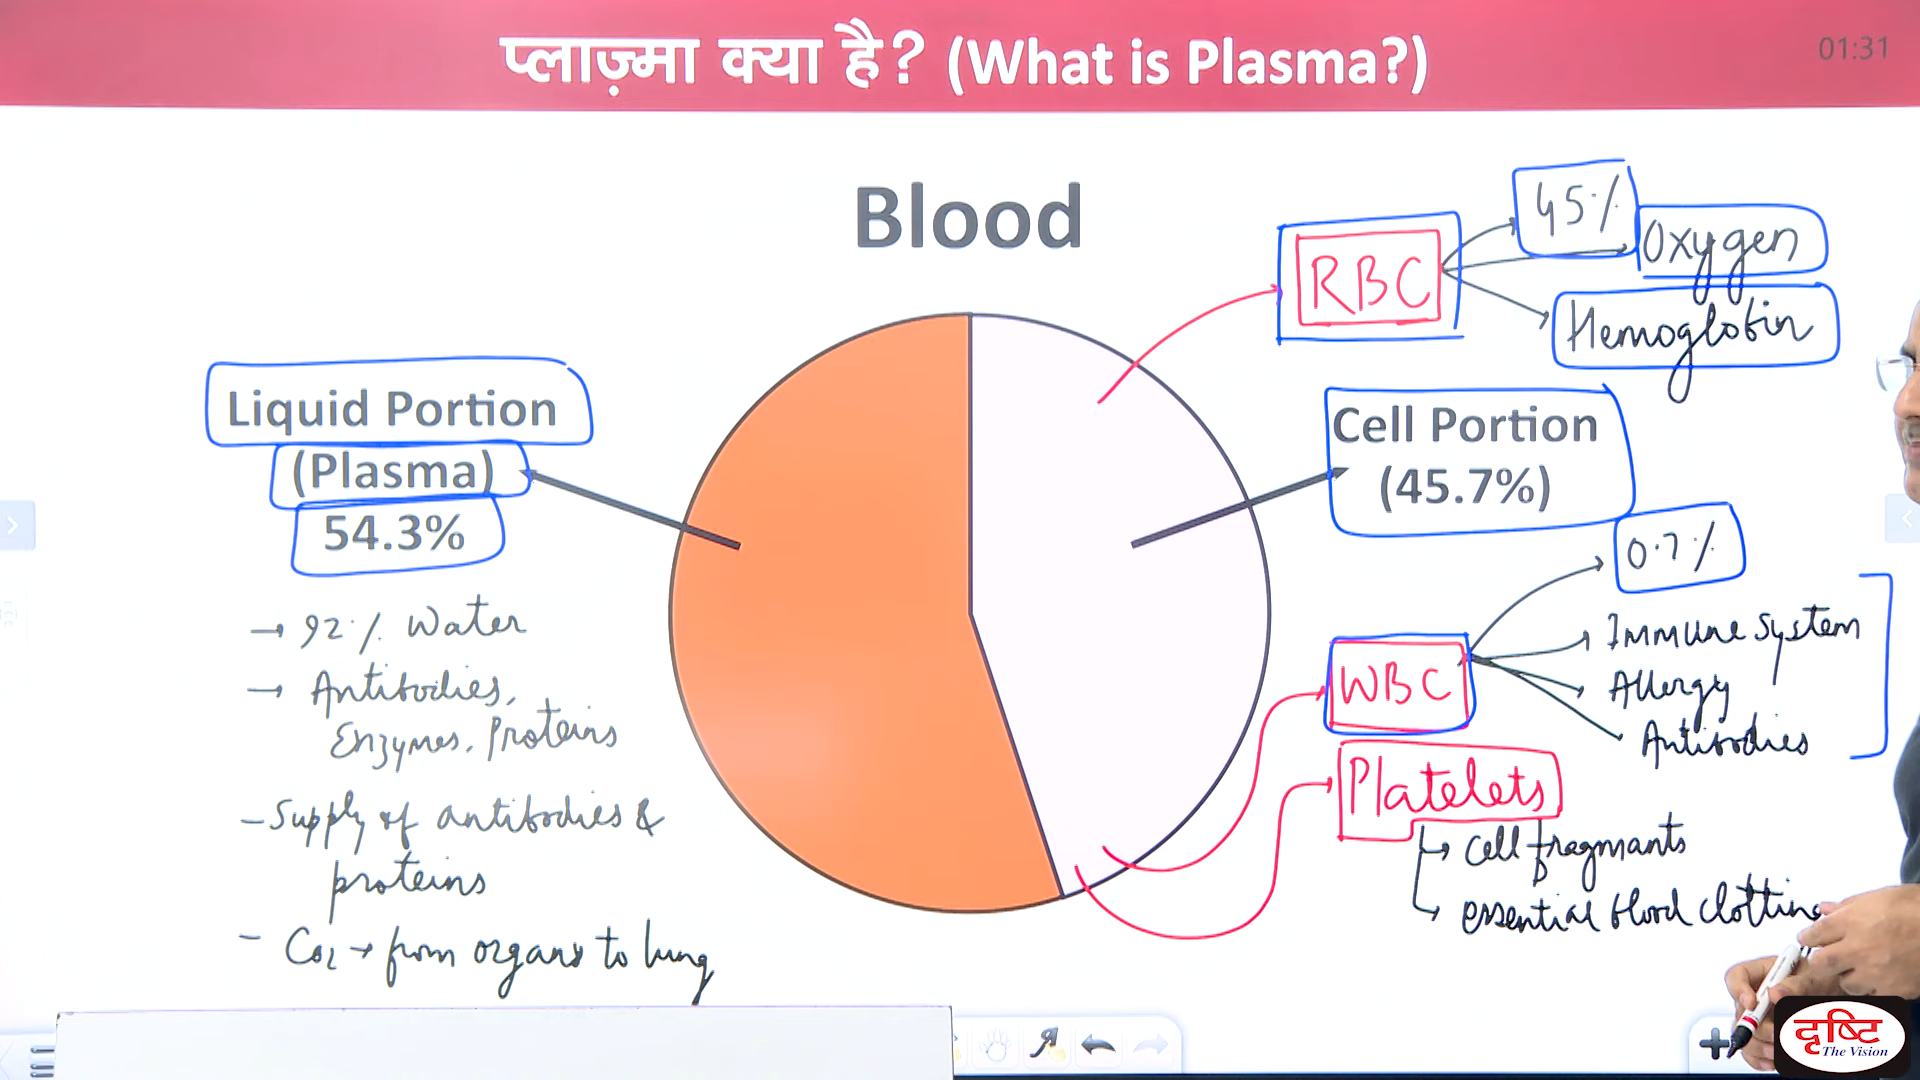 प्लाज़्मा क्या है? (What is Plasma?)
01:31
Blood
Liquid Portion
(Plasma)
54.3%
→ 92% Water
→ Antibodies,
Enzymes, Proteins
- Supply of antibodies &
proteins
- Co2 → from organs to lung
RBC
45%
Oxygen
Hemoglobin
Cell Portion
(45.7%)
WBC
0.7%
Immune System
Allergy
Antibodies
Platelets
Cell fragmants
essential blood clotting
दृष्टि
The Vision